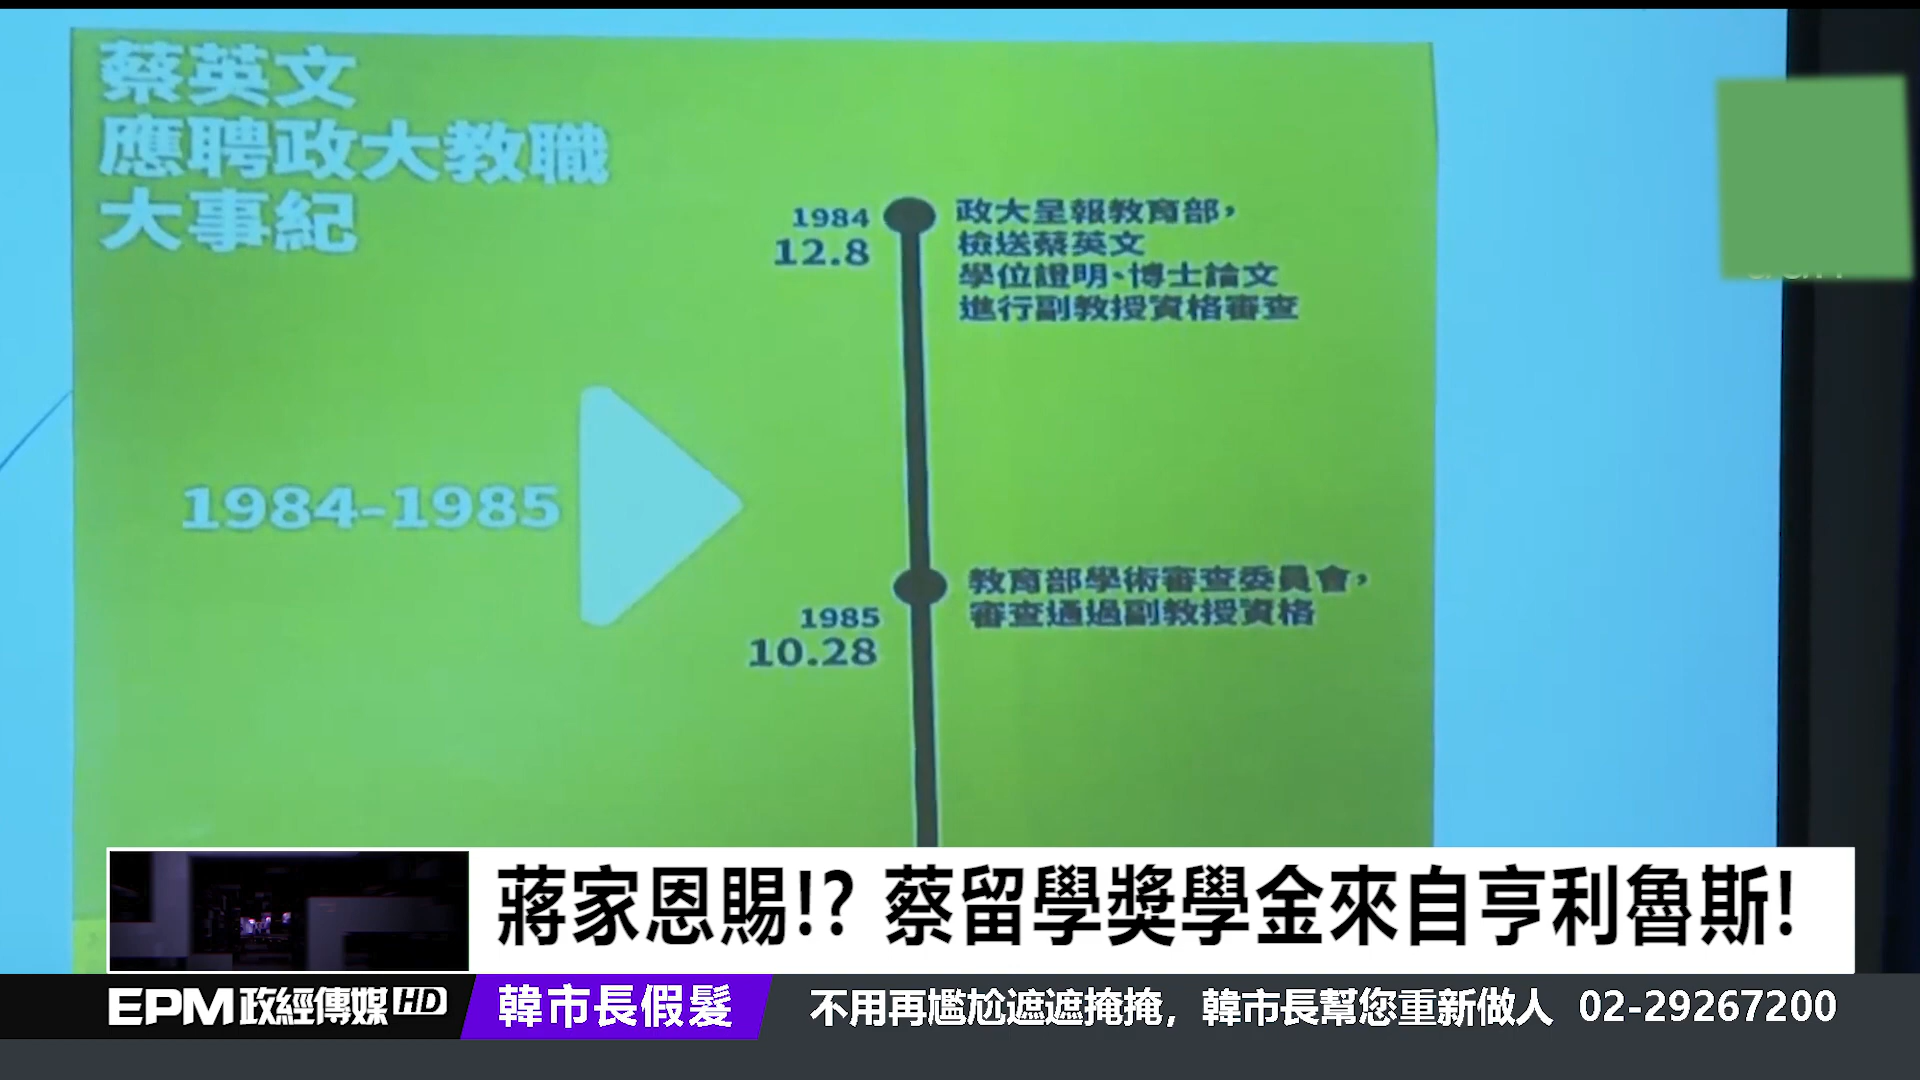 蔡英文
應聘政大教職
大事紀
1984
12.8
政大呈報教育部,
檢送蔡英文
學位證明、博士論文
進行副教授資格審查
1984-1985
1985
10.28
教育部學術審查委員會,
審查通過副教授資格
蔣家恩賜!? 蔡留學獎學金來自亨利魯斯!
EPM政經傳媒HD
韓市長假髮
不用再尷尬遮遮掩掩, 韓市長幫您重新做人 02-29267200